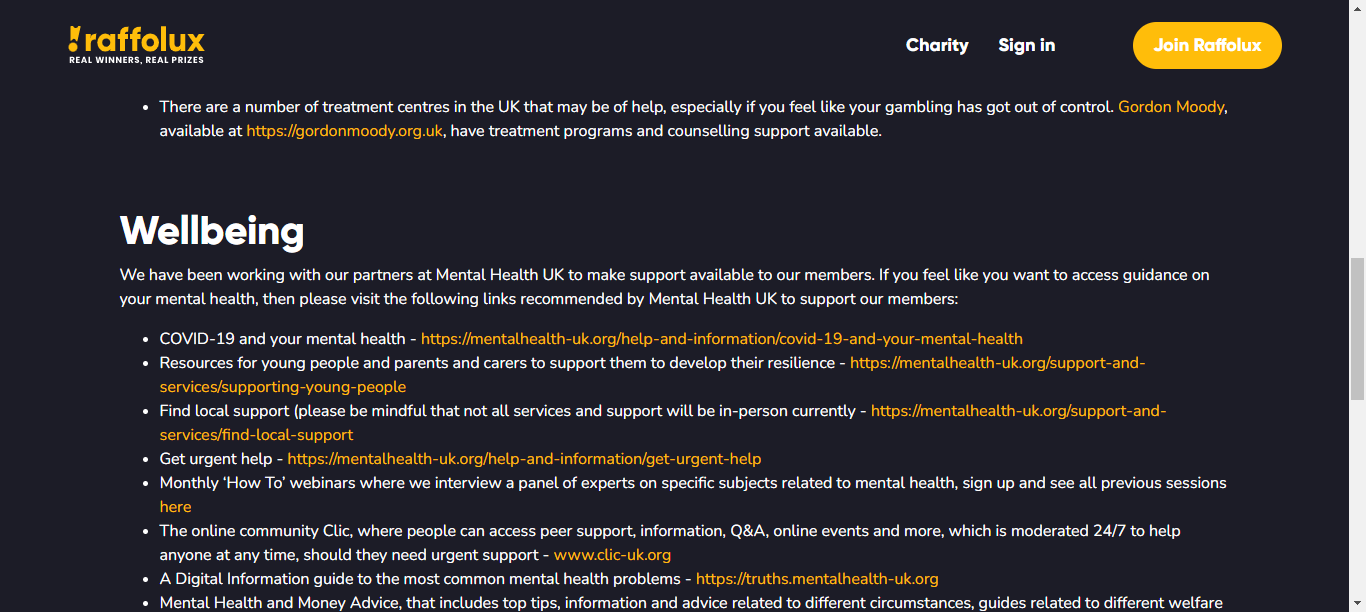 raffolux
REAL WINNERS, REAL PRIZES
Charity
Sign in
Join Raffolux
• There are a number of treatment centres in the UK that may be of help, especially if you feel like your gambling has got out of control. Gordon Moody,
available at https://gordonmoody.org.uk, have treatment programs and counselling support available.
Wellbeing
We have been working with our partners at Mental Health UK to make support available to our members. If you feel like you want to access guidance on
your mental health, then please visit the following links recommended by Mental Health UK to support our members:
• COVID-19 and your mental health - https://mentalhealth-uk.org/help-and-information/covid-19-and-your-mental-health
• Resources for young people and parents and carers to support them to develop their resilience - https://mentalhealth-uk.org/support-and-
services/supporting-young-people
• Find local support (please be mindful that not all services and support will be in-person currently - https://mentalhealth-uk.org/support-and-
services/find-local-support
• Get urgent help - https://mentalhealth-uk.org/help-and-information/get-urgent-help
• Monthly ‘How To’ webinars where we interview a panel of experts on specific subjects related to mental health, sign up and see all previous sessions
here
• The online community Clic, where people can access peer support, information, Q&A, online events and more, which is moderated 24/7 to help
anyone at any time, should they need urgent support - www.clic-uk.org
• A Digital Information guide to the most common mental health problems - https://truths.mentalhealth-uk.org
• Mental Health and Money Advice, that includes top tips, information and advice related to different circumstances, guides related to different welfare